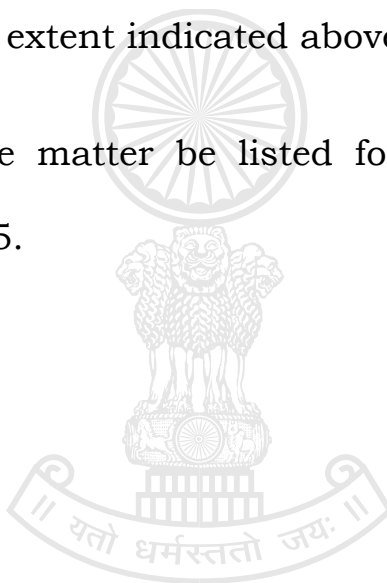 extent indicated above
e matter be listed fo
5.
॥ यतो धर्मस्ततो जयः ॥